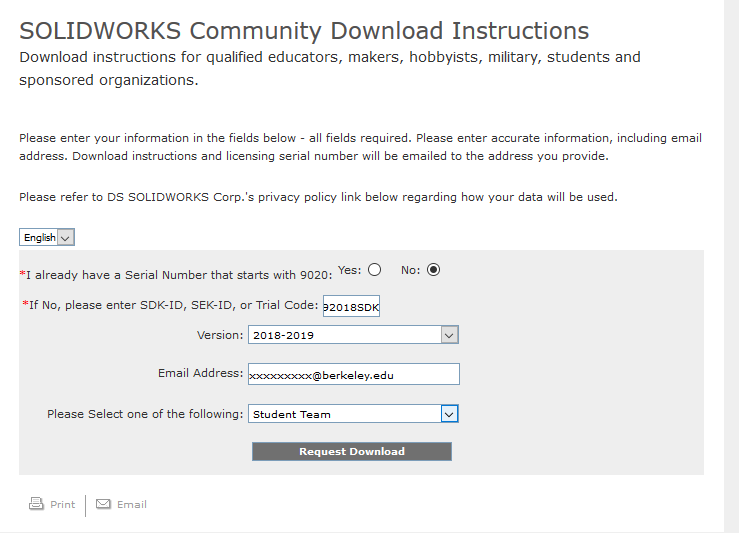 SOLIDWORKS Community Download Instructions
Download instructions for qualified educators, makers, hobbyists, military, students and
sponsored organizations.
Please enter your information in the fields below - all fields required. Please enter accurate information, including email
address. Download instructions and licensing serial number will be emailed to the address you provide.
Please refer to DS SOLIDWORKS Corp.'s privacy policy link below regarding how your data will be used.
English
*I already have a Serial Number that starts with 9020: Yes: No:
*If No, please enter SDK-ID, SEK-ID, or Trial Code: 92018SDK
Version: 2018-2019
Email Address: xxxxxxxxx@berkeley.edu
Please Select one of the following: Student Team
Request Download
Print Email